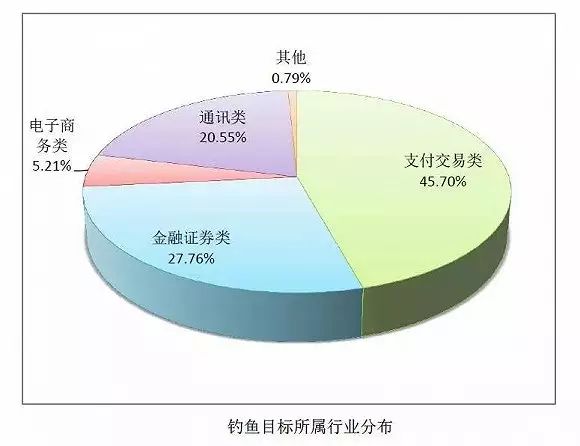 其他
0.79%
通讯类
20.55%
电子商
务类
5.21%
支付交易类
45.70%
金融证券类
27.76%
钓鱼目标所属行业分布